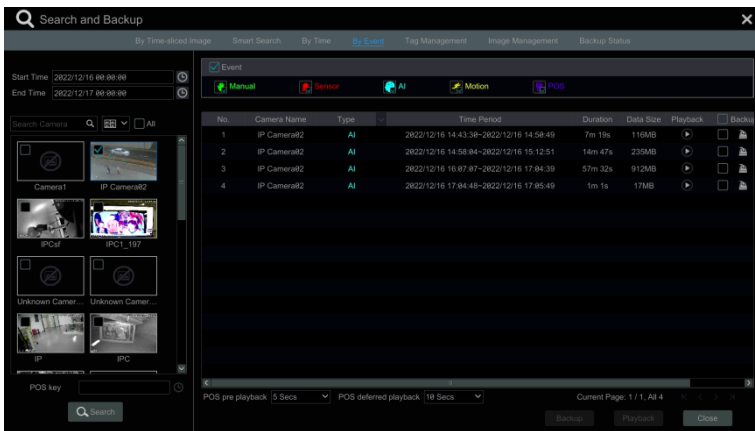 Search and Backup
By Time-sliced Image Smart Search By Time By Event Tag Management Image Management Backup Status
Start Time 2022/12/16 00:00:00
End Time 2022/12/17 00:00:00
Search Camera All
Camera1 IP Camera02
IPCsf IPC1_197
Unknown Camer... Unknown Camer...
IP IPC
POS key
Search
Event
Manual Sensor AI Motion POS
No. Camera Name Type Time Period Duration Data Size Playback Backu
1 IP Camera02 AI 2022/12/16 14:43:30~2022/12/16 14:50:49 7m 19s 116MB
2 IP Camera02 AI 2022/12/16 14:58:04~2022/12/16 15:12:51 14m 47s 235MB
3 IP Camera02 AI 2022/12/16 16:07:07~2022/12/16 17:04:39 57m 32s 912MB
4 IP Camera02 AI 2022/12/16 17:04:48~2022/12/16 17:05:49 1m 1s 17MB
POS pre playback 5 Secs POS deferred playback 10 Secs Current Page: 1 / 1, All 4
Backup Playback Close